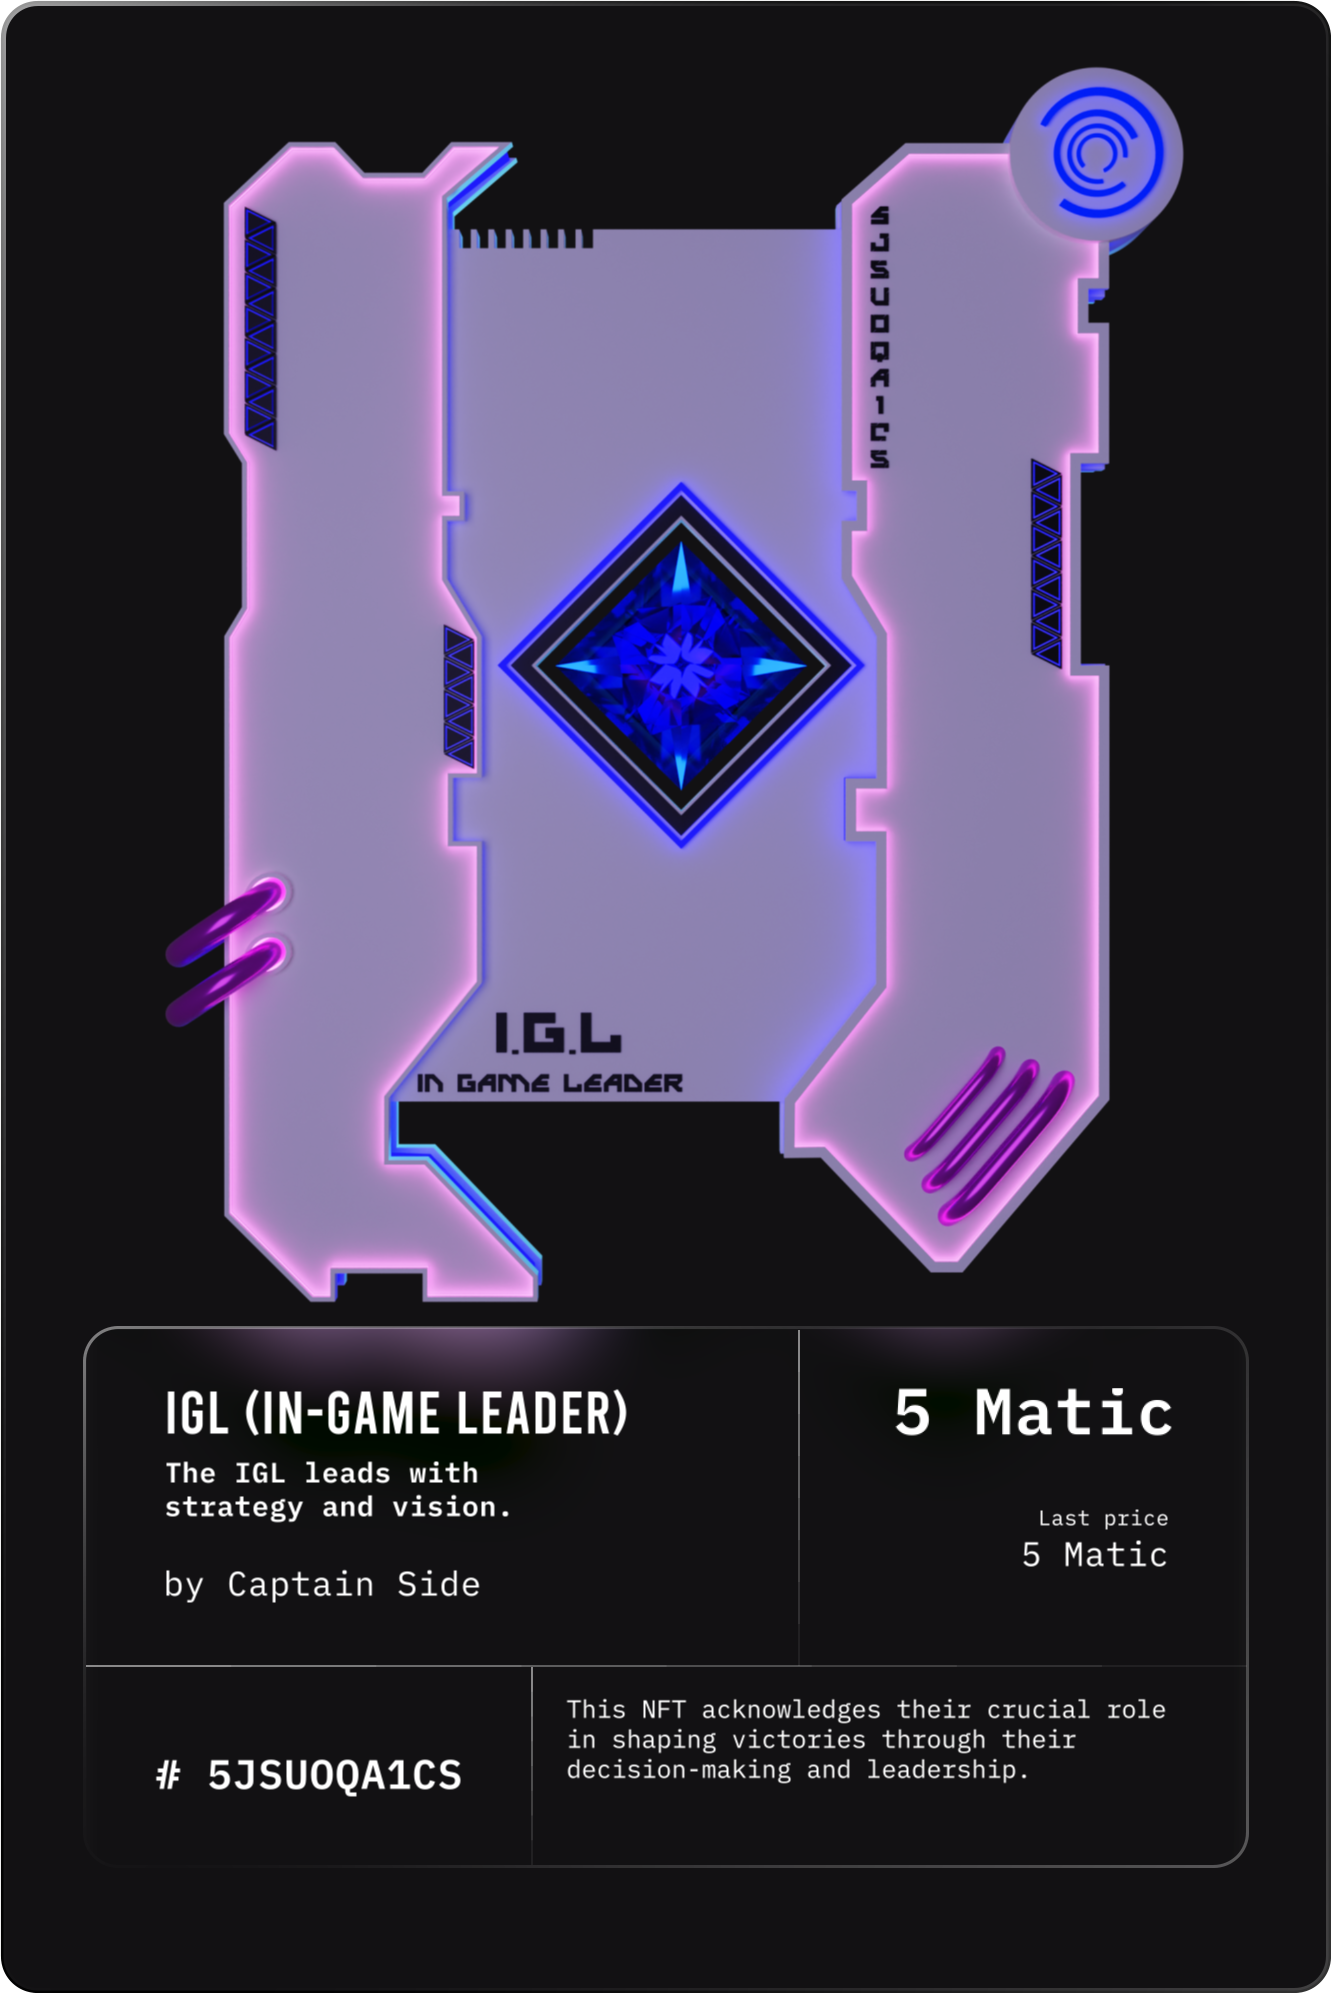 5JSUOQA1CS
I.G.L
IN GAME LEADER
IGL (IN-GAME LEADER)
The IGL leads with
strategy and vision.
by Captain Side
5 Matic
Last price
5 Matic
# 5JSUOQA1CS
This NFT acknowledges their crucial role
in shaping victories through their
decision-making and leadership.